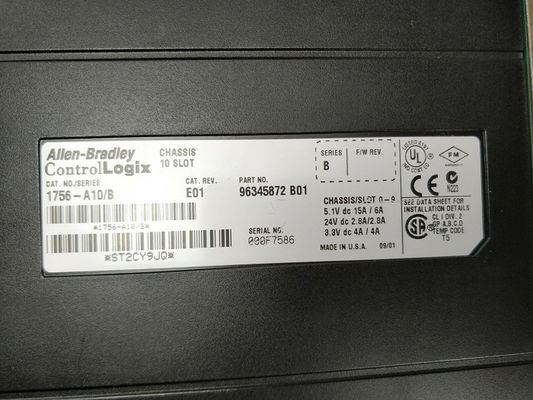 Allen-Bradley
ControlLogix
CHASSIS
10 SLOT
CAT. NO./SERIES
1756-A10/B
CAT. REV.
E01
PART NO.
96345872 B01
SERIES
B
F/W REV.
*1756-A10/B*
*ST2CY9JQ*
SERIAL NO.
000F7586
CHASSIS/SLOT 0-9
5.1V dc 15A / 6A
24V dc 2.8A/2.8A
3.3V dc 4A / 4A
MADE IN U.S.A. 09/01
UL
FM
CE
N223
SEE DATA SHEET FOR
INSTALLATION DETAILS
CL I DIV. 2
GP A,B,C,D
TEMP CODE
T5